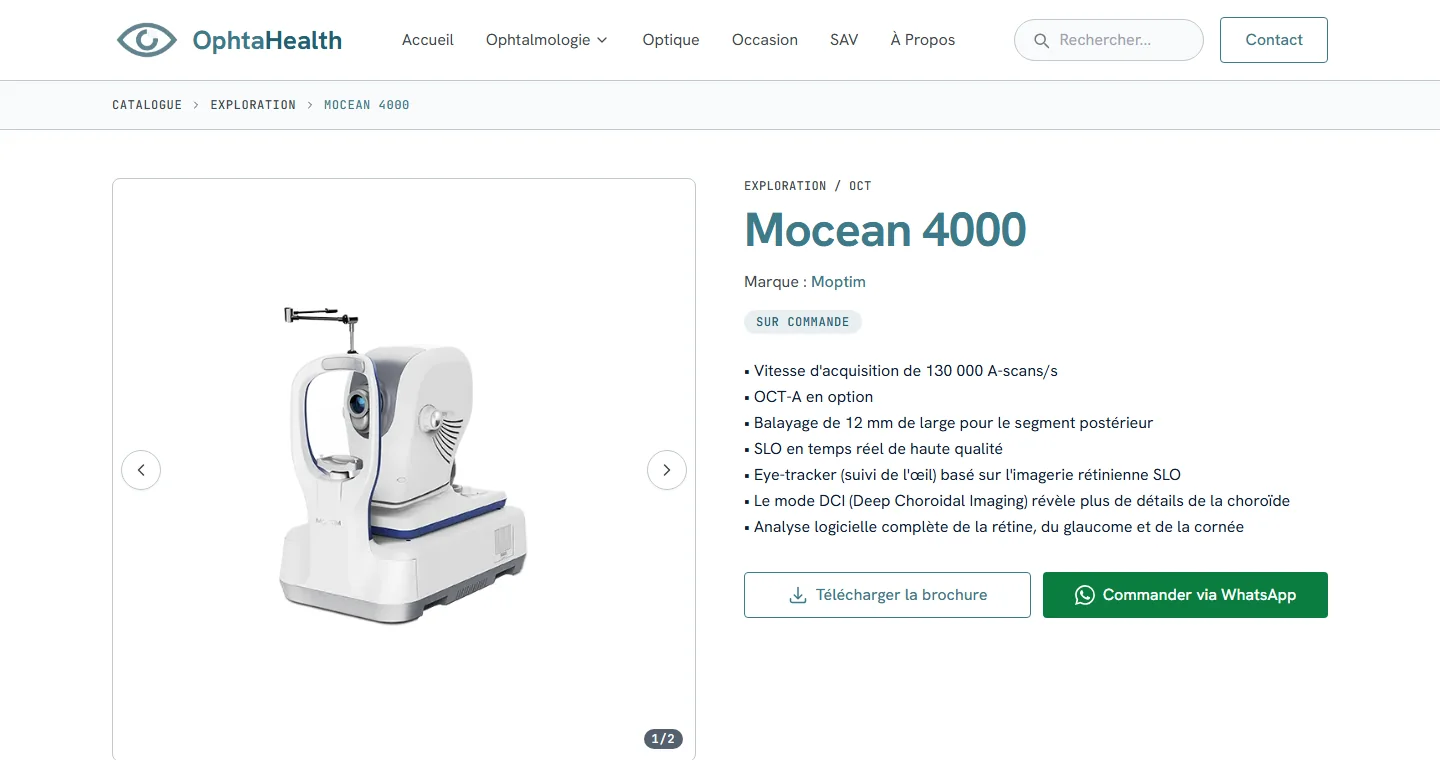 OphtaHealth
Accueil
Ophtalmologie
Optique
Occasion
SAV
À Propos
Rechercher...
Contact
CATALOGUE > EXPLORATION > MOCEAN 4000
EXPLORATION / OCT
Mocean 4000
Marque : Moptim
SUR COMMANDE
▪ Vitesse d'acquisition de 130 000 A-scans/s
▪ OCT-A en option
▪ Balayage de 12 mm de large pour le segment postérieur
▪ SLO en temps réel de haute qualité
▪ Eye-tracker (suivi de l'œil) basé sur l'imagerie rétinienne SLO
▪ Le mode DCI (Deep Choroidal Imaging) révèle plus de détails de la choroïde
▪ Analyse logicielle complète de la rétine, du glaucome et de la cornée
Télécharger la brochure
Commander via WhatsApp
1/2